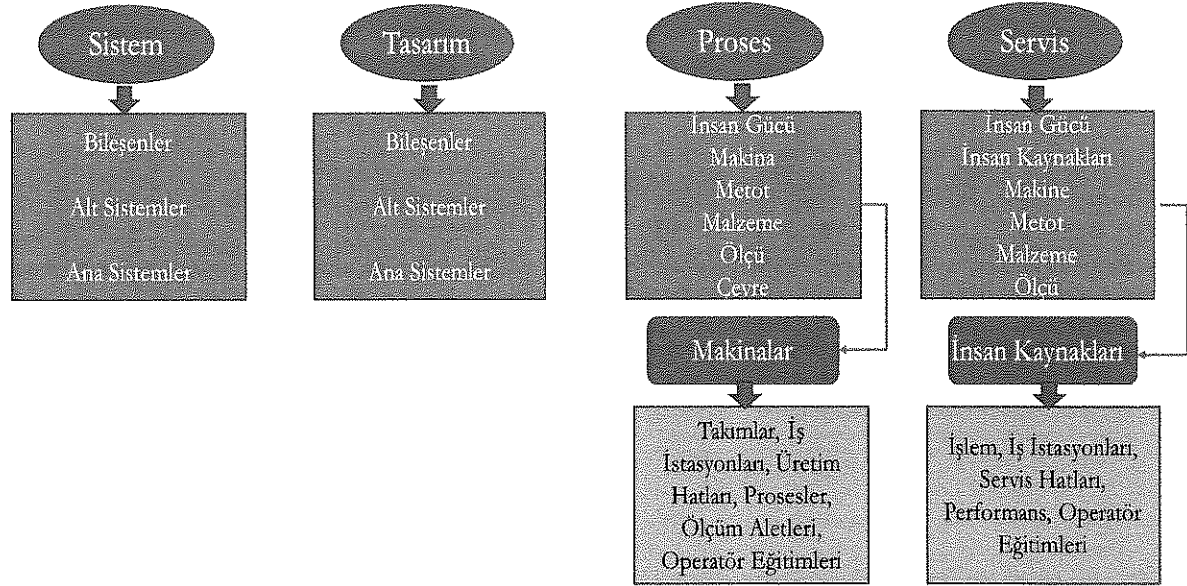 Sistem
Bileşenler
Alt Sistemler
Ana Sistemler
Tasarım
Bileşenler
Alt Sistemler
Ana Sistemler
Proses
İnsan Gücü
Makina
Metot
Malzeme
Ölçü
Çevre
Makinalar
Takımlar, İş
İstasyonları, Üretim
Hatları, Prosesler,
Ölçüm Aletleri,
Operatör Eğitimleri
Servis
İnsan Gücü
İnsan Kaynakları
Makine
Metot
Malzeme
Ölçü
İnsan Kaynakları
İşlem, İş İstasyonları,
Servis Hatları,
Performans, Operatör
Eğitimleri